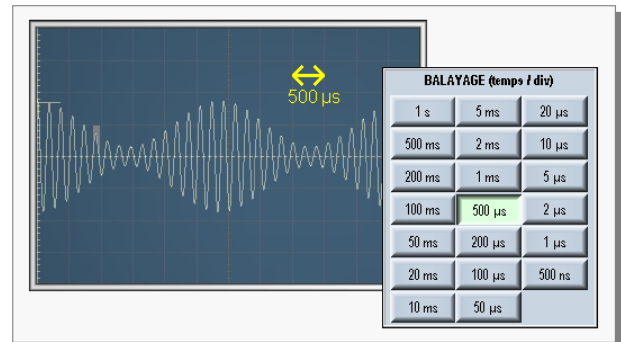 500 µs
BALAYAGE (temps / div)
1 s 5 ms 20 µs
500 ms 2 ms 10 µs
200 ms 1 ms 5 µs
100 ms 500 µs 2 µs
50 ms 200 µs 1 µs
20 ms 100 µs 500 ns
10 ms 50 µs